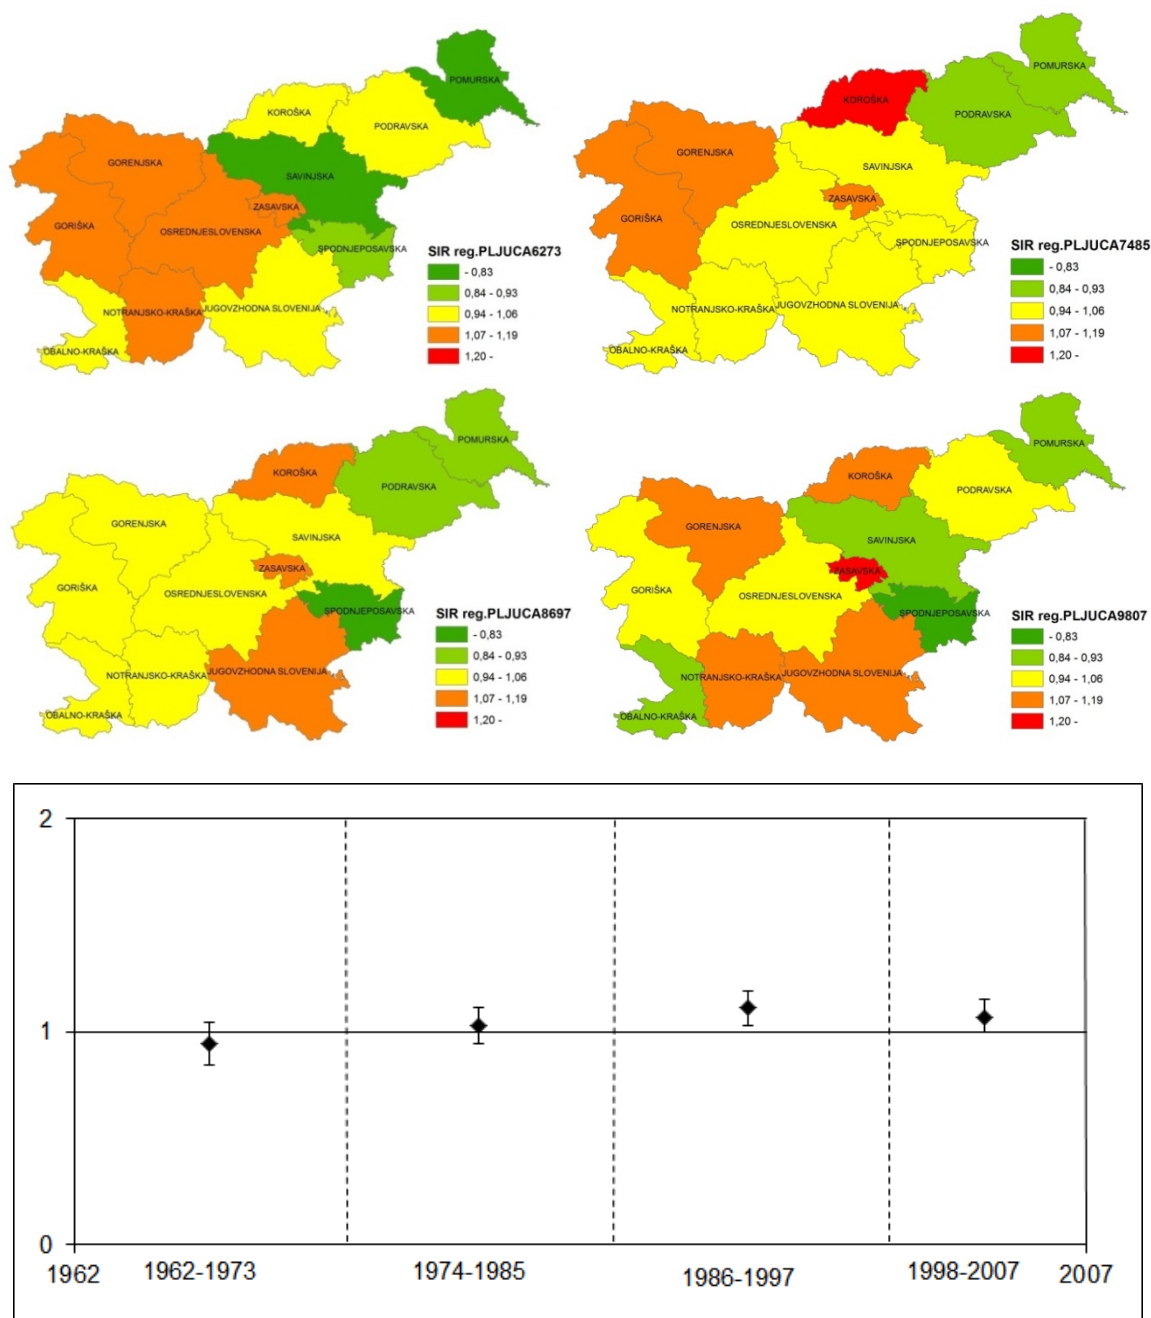 POMURSKA
KOROŠKA
PODRAVSKA
GORENJSKA
SAVINJSKA
ZASAVSKA
GORIŠKA
OSREDNJESLOVENSKA
SPODNJEPOSAVSKA
NOTRANJSKO-KRAŠKA
JUGOVZHODNA SLOVENIJA
OBALNO-KRAŠKA
SIR reg.PLJUCA6273
- 0,83
0,84 - 0,93
0,94 - 1,06
1,07 - 1,19
1,20 -
POMURSKA
KOROŠKA
PODRAVSKA
GORENJSKA
SAVINJSKA
ZASAVSKA
GORIŠKA
OSREDNJESLOVENSKA
SPODNJEPOSAVSKA
NOTRANJSKO-KRAŠKA
JUGOVZHODNA SLOVENIJA
OBALNO-KRAŠKA
SIR reg.PLJUCA7485
- 0,83
0,84 - 0,93
0,94 - 1,06
1,07 - 1,19
1,20 -
POMURSKA
KOROŠKA
PODRAVSKA
GORENJSKA
SAVINJSKA
ZASAVSKA
GORIŠKA
OSREDNJESLOVENSKA
SPODNJEPOSAVSKA
NOTRANJSKO-KRAŠKA
JUGOVZHODNA SLOVENIJA
OBALNO-KRAŠKA
SIR reg.PLJUCA8697
- 0,83
0,84 - 0,93
0,94 - 1,06
1,07 - 1,19
1,20 -
POMURSKA
KOROŠKA
PODRAVSKA
GORENJSKA
SAVINJSKA
ZASAVSKA
GORIŠKA
OSREDNJESLOVENSKA
SPODNJEPOSAVSKA
NOTRANJSKO-KRAŠKA
JUGOVZHODNA SLOVENIJA
OBALNO-KRAŠKA
SIR reg.PLJUCA9807
- 0,83
0,84 - 0,93
0,94 - 1,06
1,07 - 1,19
1,20 -
2
1
0
1962 1962-1973 1974-1985 1986-1997 1998-2007 2007